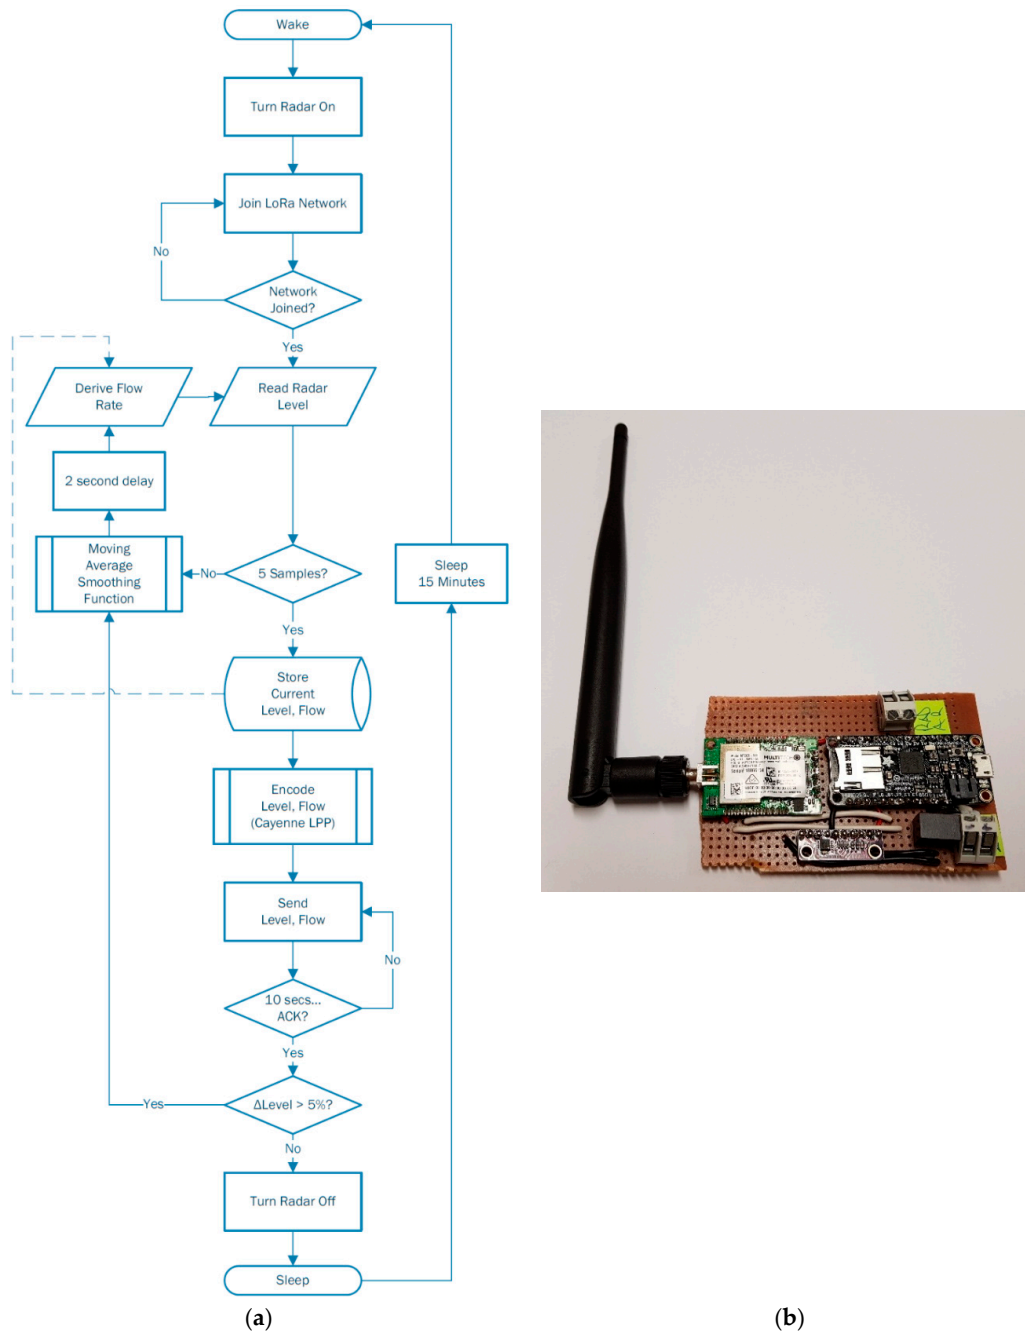 Wake
Turn Radar On
Join LoRa Network
No
Network
Joined?
Yes
Derive Flow
Rate
Read Radar
Level
2 second delay
Moving
Average
Smoothing
Function
No
5 Samples?
Sleep
15 Minutes
Yes
Store
Current
Level, Flow
Encode
Level, Flow
(Cayenne LPP)
Send
Level, Flow
No
10 secs...
ACK?
Yes
Yes
ΔLevel > 5%?
No
Turn Radar Off
Sleep
(a)
(b)